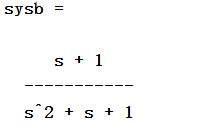 sysb =
s + 1
-----------
s^2 + s + 1